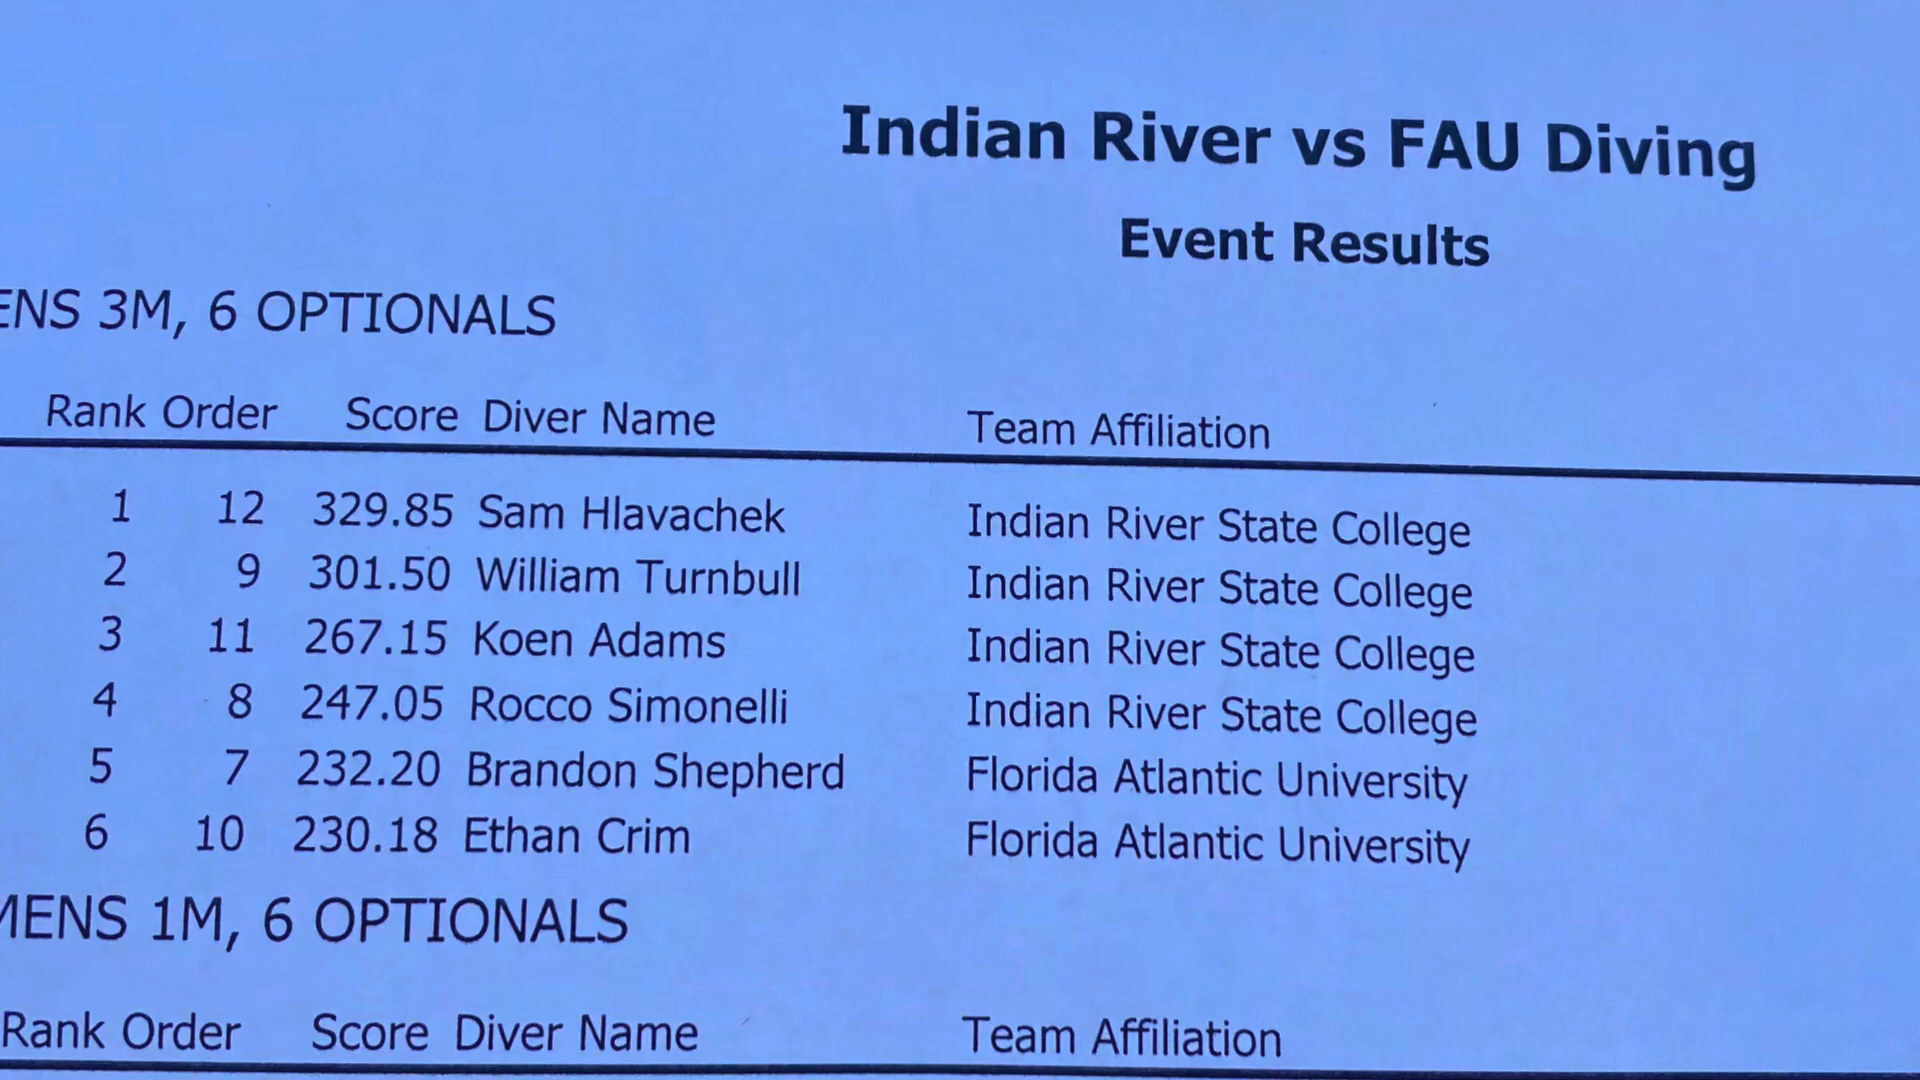 Indian River vs FAU Diving
Event Results
ENS 3M, 6 OPTIONALS
Rank Order Score Diver Name Team Affiliation
1 12 329.85 Sam Hlavachek Indian River State College
2 9 301.50 William Turnbull Indian River State College
3 11 267.15 Koen Adams Indian River State College
4 8 247.05 Rocco Simonelli Indian River State College
5 7 232.20 Brandon Shepherd Florida Atlantic University
6 10 230.18 Ethan Crim Florida Atlantic University
MENS 1M, 6 OPTIONALS
Rank Order Score Diver Name Team Affiliation